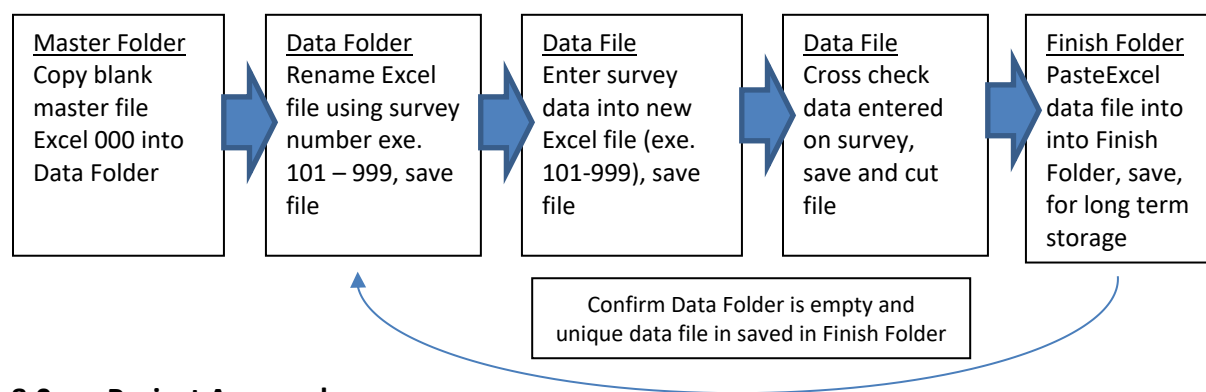 Master Folder
Copy blank
master file
Excel 000 into
Data Folder
Data Folder
Rename Excel
file using survey
number exe.
101 – 999, save
file
Data File
Enter survey
data into new
Excel file (exe.
101-999), save
file
Data File
Cross check
data entered
on survey,
save and cut
file
Finish Folder
PasteExcel
data file into
into Finish
Folder, save,
for long term
storage
Confirm Data Folder is empty and
unique data file in saved in Finish Folder